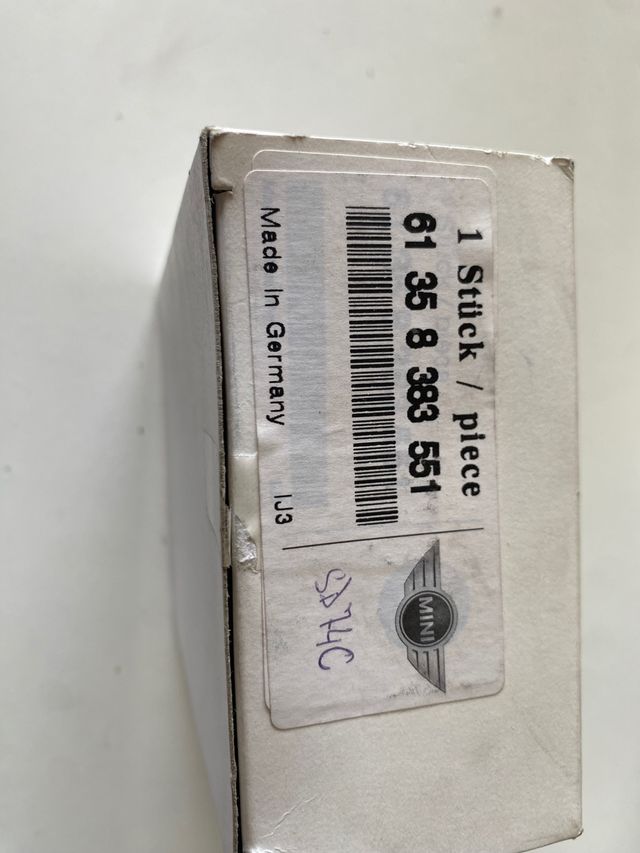 1 Stück / piece
61 35 8 383 551
Made In Germany
IJ3
MINI